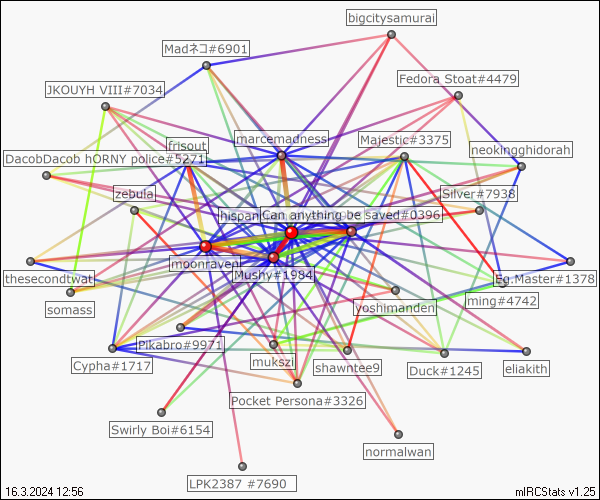 bigcitysamurai
Madネコ#6901
Fedora Stoat#4479
JKOUYH VIII#7034
marcemadness
Majestic#3375
frisout
neokingghidorah
DacobDacob hORNY police#5271
zebula
Silver#7938
hispan
Can anything be saved#0396
moonraven
Mushy#1984
thesecondtwat
Eg.Master#1378
somass
yoshimanden
ming#4742
Pikabro#9971
Cypha#1717
mukszi
shawntee9
Duck#1245
eliakith
Pocket Persona#3326
Swirly Boi#6154
normalwan
LPK2387 #7690
16.3.2024 12:56
mIRCStats v1.25